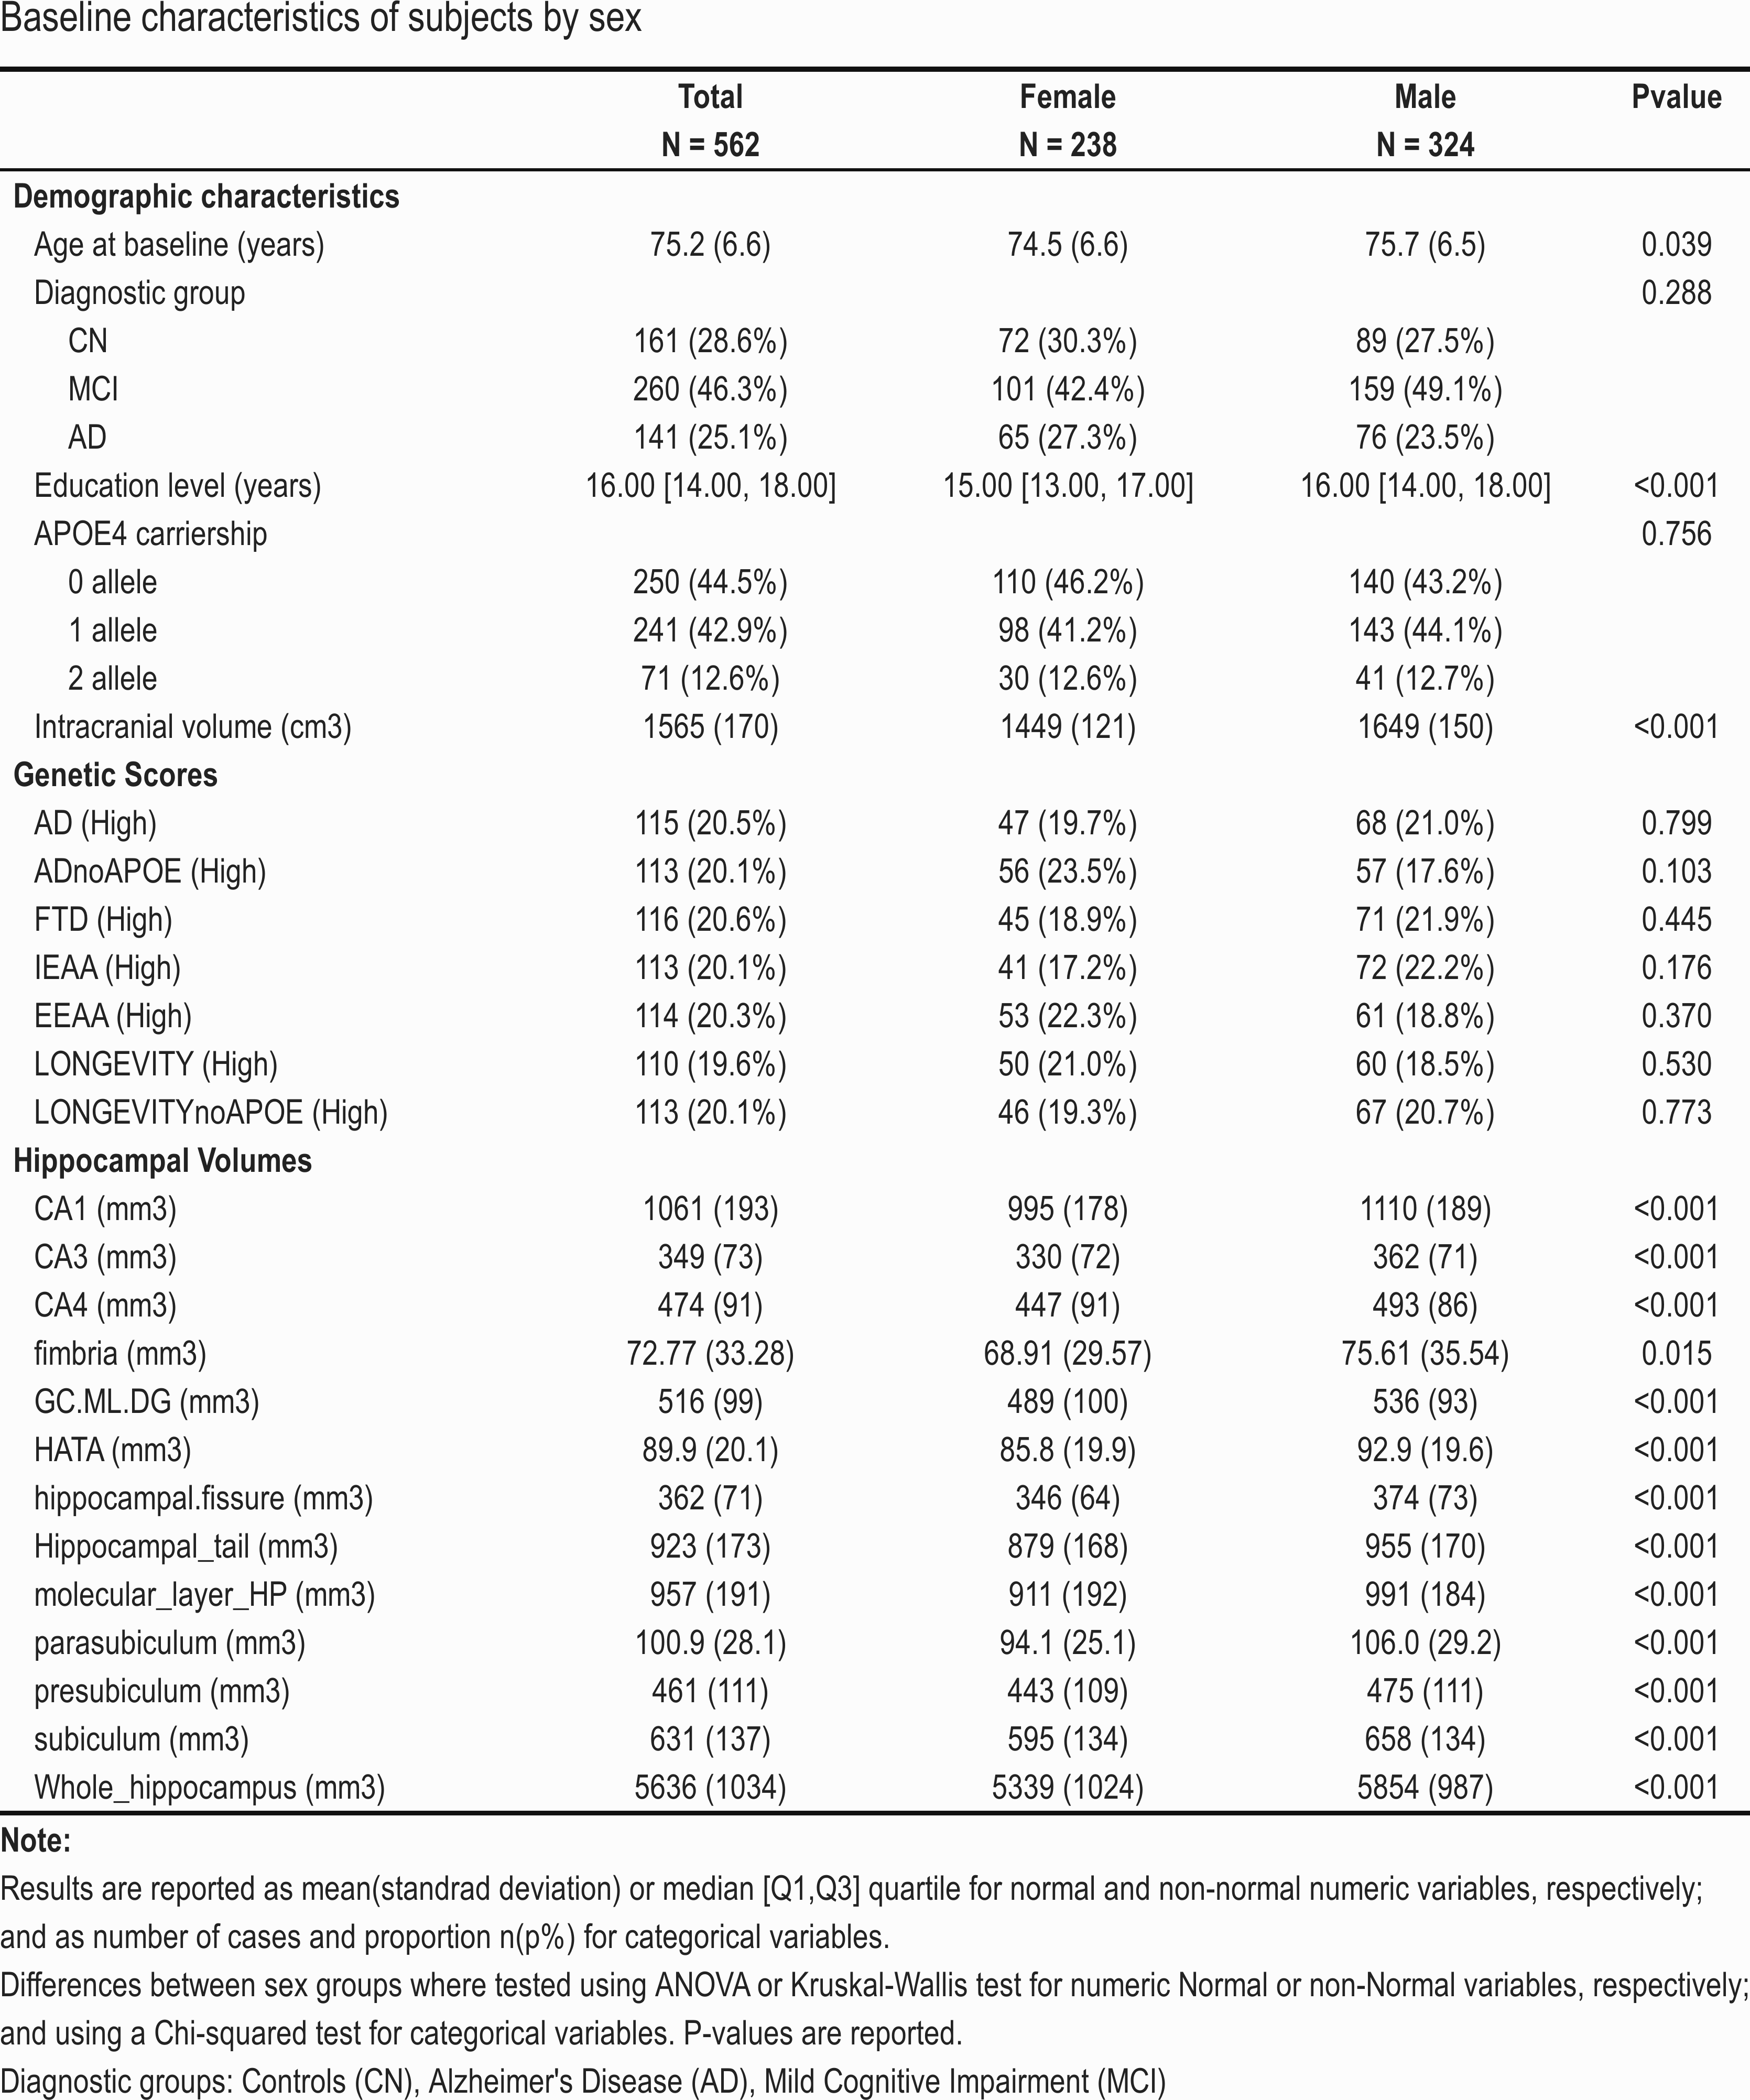 Baseline characteristics of subjects by sex
Total Female Male Pvalue
N = 562 N = 238 N = 324
Demographic characteristics
Age at baseline (years) 75.2 (6.6) 74.5 (6.6) 75.7 (6.5) 0.039
Diagnostic group 0.288
CN 161 (28.6%) 72 (30.3%) 89 (27.5%)
MCI 260 (46.3%) 101 (42.4%) 159 (49.1%)
AD 141 (25.1%) 65 (27.3%) 76 (23.5%)
Education level (years) 16.00 [14.00, 18.00] 15.00 [13.00, 17.00] 16.00 [14.00, 18.00] <0.001
APOE4 carriership 0.756
0 allele 250 (44.5%) 110 (46.2%) 140 (43.2%)
1 allele 241 (42.9%) 98 (41.2%) 143 (44.1%)
2 allele 71 (12.6%) 30 (12.6%) 41 (12.7%)
Intracranial volume (cm3) 1565 (170) 1449 (121) 1649 (150) <0.001
Genetic Scores
AD (High) 115 (20.5%) 47 (19.7%) 68 (21.0%) 0.799
ADnoAPOE (High) 113 (20.1%) 56 (23.5%) 57 (17.6%) 0.103
FTD (High) 116 (20.6%) 45 (18.9%) 71 (21.9%) 0.445
IEAA (High) 113 (20.1%) 41 (17.2%) 72 (22.2%) 0.176
EEAA (High) 114 (20.3%) 53 (22.3%) 61 (18.8%) 0.370
LONGEVITY (High) 110 (19.6%) 50 (21.0%) 60 (18.5%) 0.530
LONGEVITYnoAPOE (High) 113 (20.1%) 46 (19.3%) 67 (20.7%) 0.773
Hippocampal Volumes
CA1 (mm3) 1061 (193) 995 (178) 1110 (189) <0.001
CA3 (mm3) 349 (73) 330 (72) 362 (71) <0.001
CA4 (mm3) 474 (91) 447 (91) 493 (86) <0.001
fimbria (mm3) 72.77 (33.28) 68.91 (29.57) 75.61 (35.54) 0.015
GC.ML.DG (mm3) 516 (99) 489 (100) 536 (93) <0.001
HATA (mm3) 89.9 (20.1) 85.8 (19.9) 92.9 (19.6) <0.001
hippocampal.fissure (mm3) 362 (71) 346 (64) 374 (73) <0.001
Hippocampal_tail (mm3) 923 (173) 879 (168) 955 (170) <0.001
molecular_layer_HP (mm3) 957 (191) 911 (192) 991 (184) <0.001
parasubiculum (mm3) 100.9 (28.1) 94.1 (25.1) 106.0 (29.2) <0.001
presubiculum (mm3) 461 (111) 443 (109) 475 (111) <0.001
subiculum (mm3) 631 (137) 595 (134) 658 (134) <0.001
Whole_hippocampus (mm3) 5636 (1034) 5339 (1024) 5854 (987) <0.001
Note:
Results are reported as mean(standrad deviation) or median [Q1,Q3] quartile for normal and non-normal numeric variables, respectively;
and as number of cases and proportion n(p%) for categorical variables.
Differences between sex groups where tested using ANOVA or Kruskal-Wallis test for numeric Normal or non-Normal variables, respectively;
and using a Chi-squared test for categorical variables. P-values are reported.
Diagnostic groups: Controls (CN), Alzheimer's Disease (AD), Mild Cognitive Impairment (MCI)